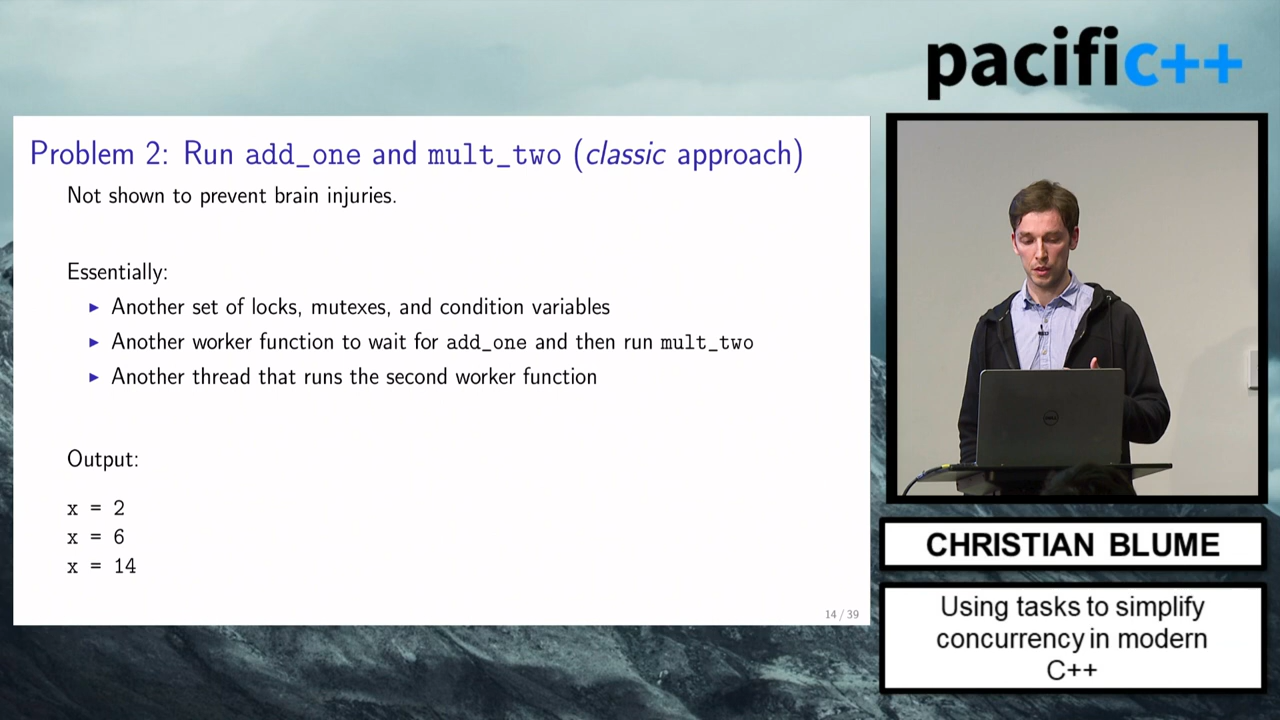 pacific++
Problem 2: Run add_one and mult_two (classic approach)
Not shown to prevent brain injuries.
Essentially:
▸ Another set of locks, mutexes, and condition variables
▸ Another worker function to wait for add_one and then run mult_two
▸ Another thread that runs the second worker function
Output:
x = 2
x = 6
x = 14
14 / 39
DELL
CHRISTIAN BLUME
Using tasks to simplify
concurrency in modern
C++